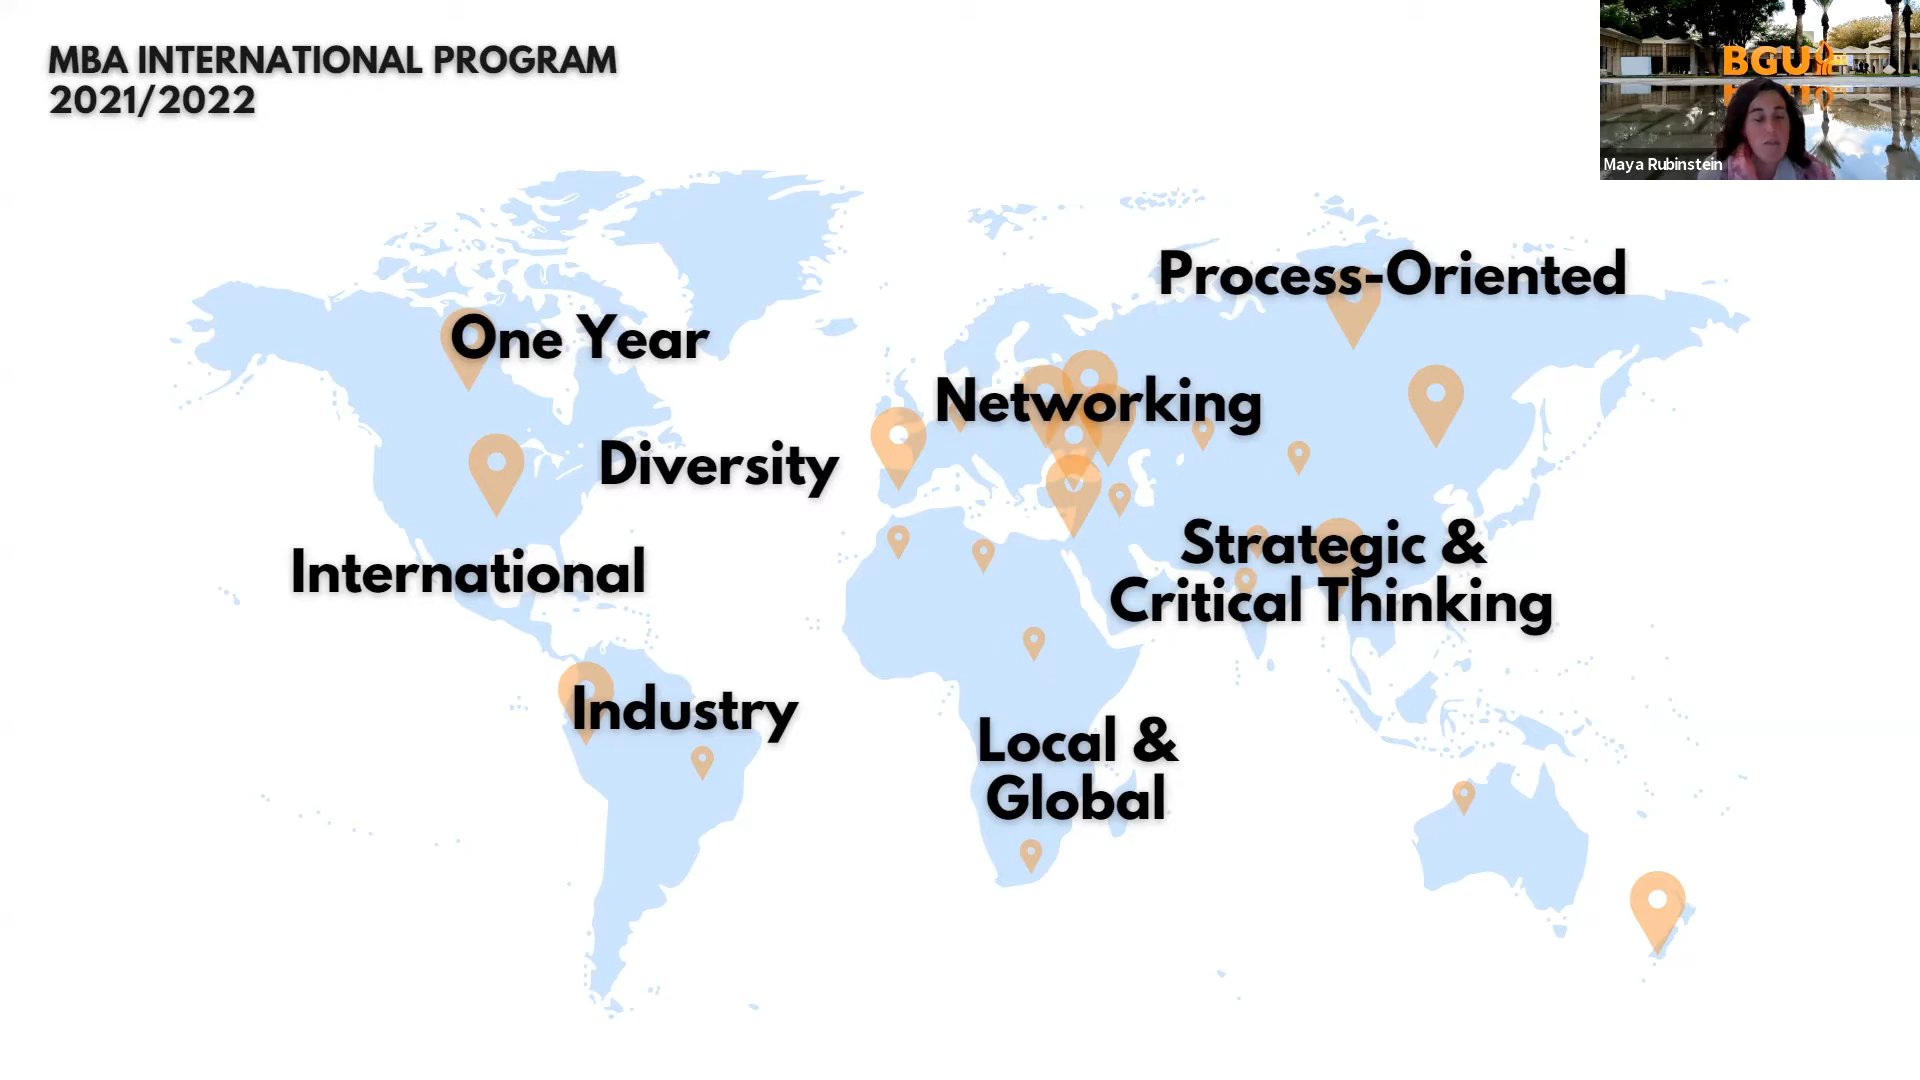 MBA INTERNATIONAL PROGRAM
2021/2022
BGU
Maya Rubinstein
Process-Oriented
One Year
Networking
Diversity
Strategic &
Critical Thinking
International
Industry
Local &
Global